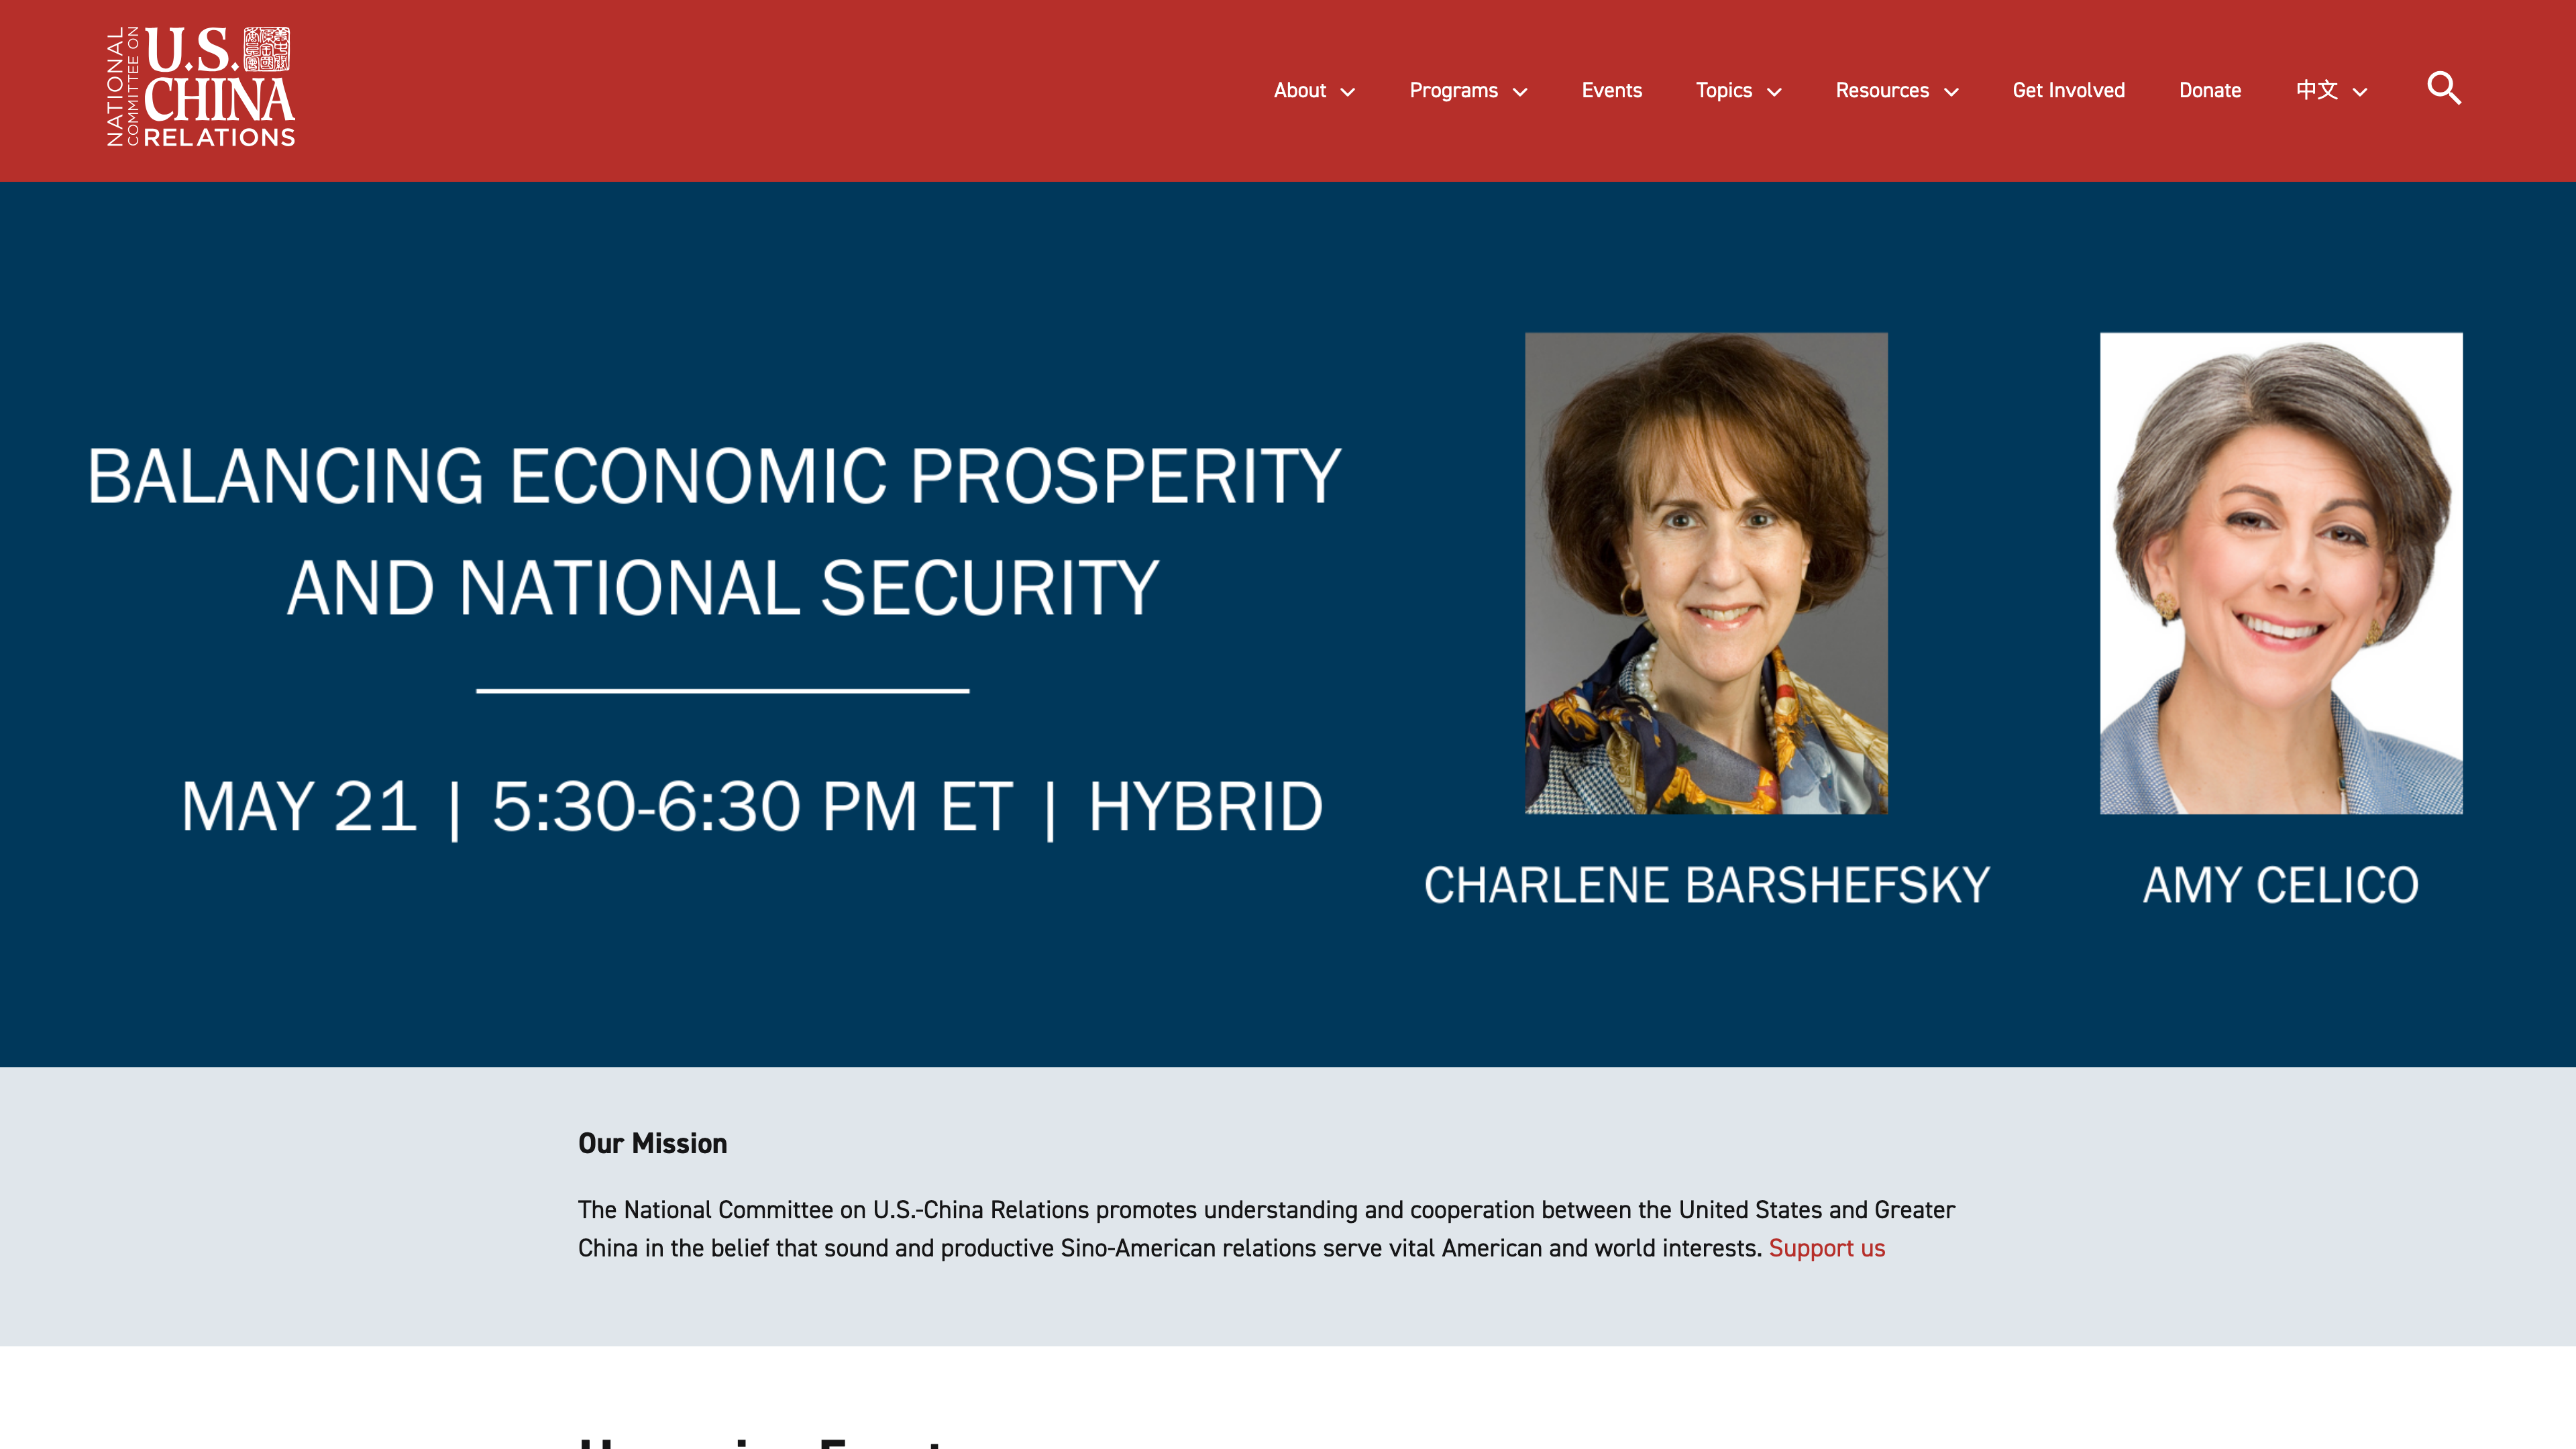 NATIONAL
COMMITTEE ON
U.S.
CHINA
RELATIONS
About
Programs
Events
Topics
Resources
Get Involved
Donate
中文
BALANCING ECONOMIC PROSPERITY
AND NATIONAL SECURITY
MAY 21 | 5:30-6:30 PM ET | HYBRID
CHARLENE BARSHEFSKY
AMY CELICO
Our Mission
The National Committee on U.S.-China Relations promotes understanding and cooperation between the United States and Greater
China in the belief that sound and productive Sino-American relations serve vital American and world interests. Support us